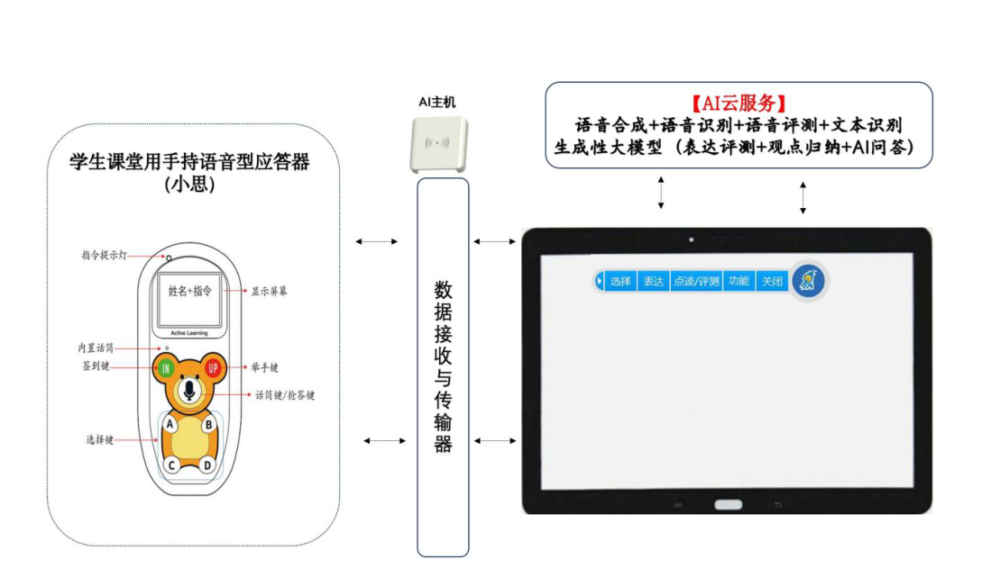 AI主机
【AI云服务】
语音合成+语音识别+语音评测+文本识别
生成性大模型（表达评测+观点归纳+AI问答）
学生课堂用手持语音型应答器
(小思)
指令提示灯
姓名+指令
显示屏幕
Active Learning
内置话筒
签到键
IN
UP
举手键
话筒键/抢答键
A
B
选择键
C
D
数据接收与传输器
选择
表达
点读/评测
功能
关闭